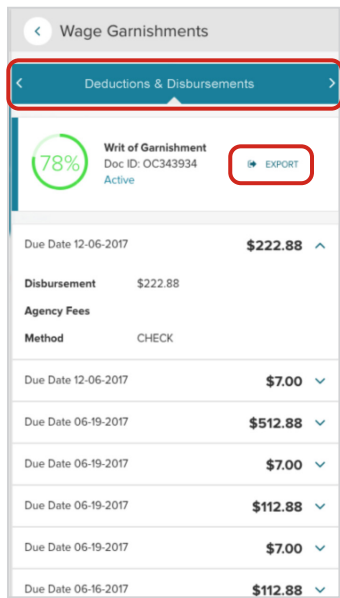 Wage Garnishments
Deductions & Disbursements
78%
Writ of Garnishment
Doc ID: OC343934
Active
EXPORT
Due Date 12-06-2017 $222.88
Disbursement $222.88
Agency Fees
Method CHECK
Due Date 12-06-2017 $7.00
Due Date 06-19-2017 $512.88
Due Date 06-19-2017 $7.00
Due Date 06-19-2017 $112.88
Due Date 06-19-2017 $7.00
Due Date 06-16-2017 $112.88